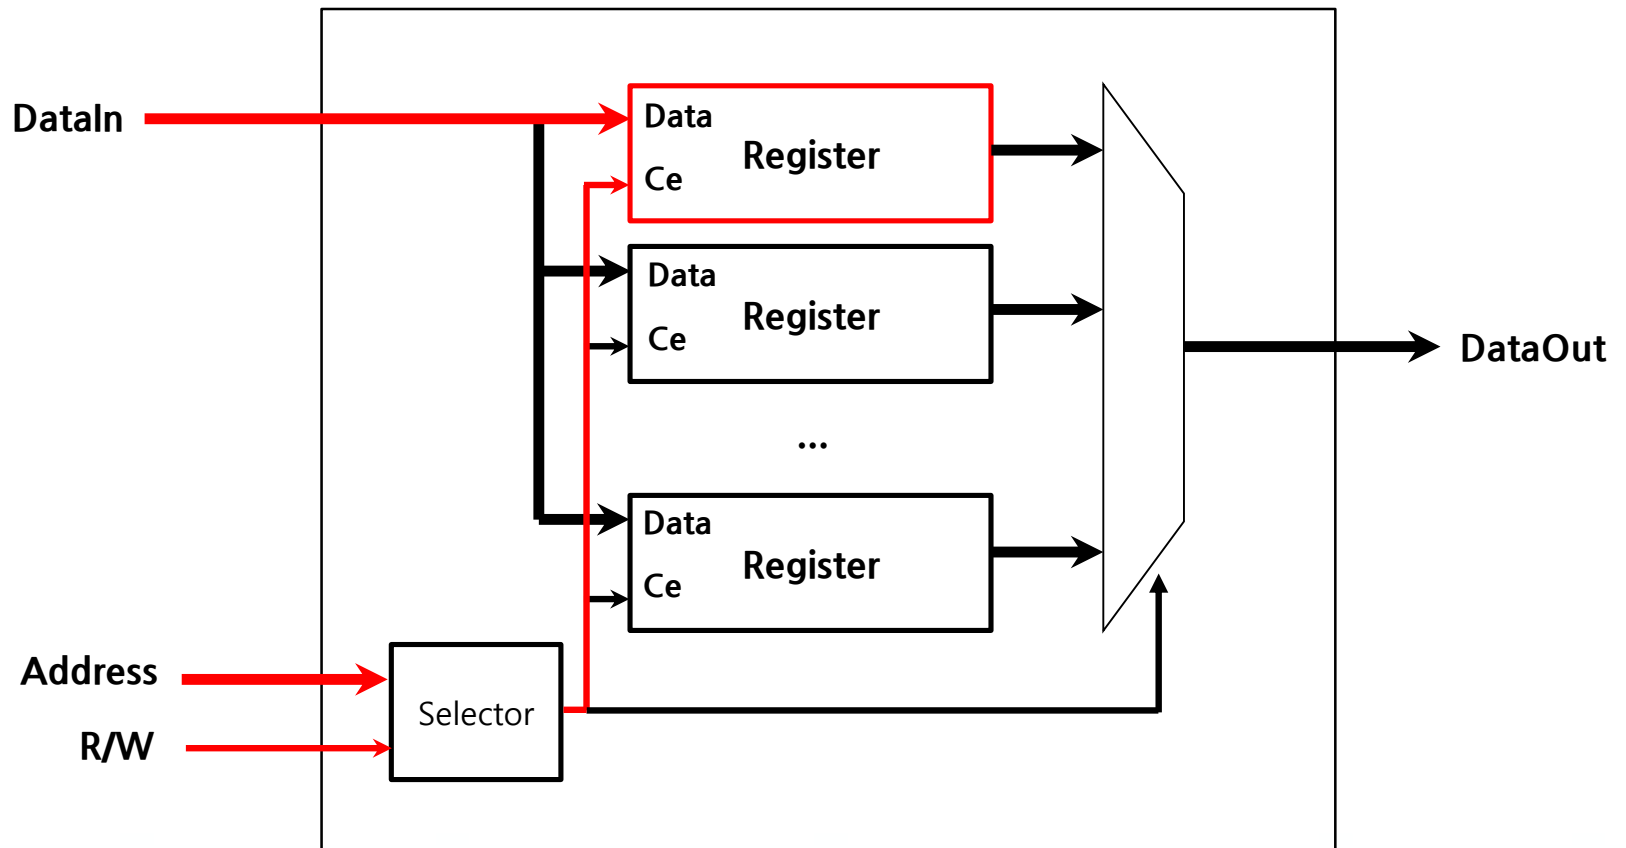 DataIn
Data
Register
Ce
Data
Register
Ce
...
DataOut
Data
Register
Ce
Address
Selector
R/W